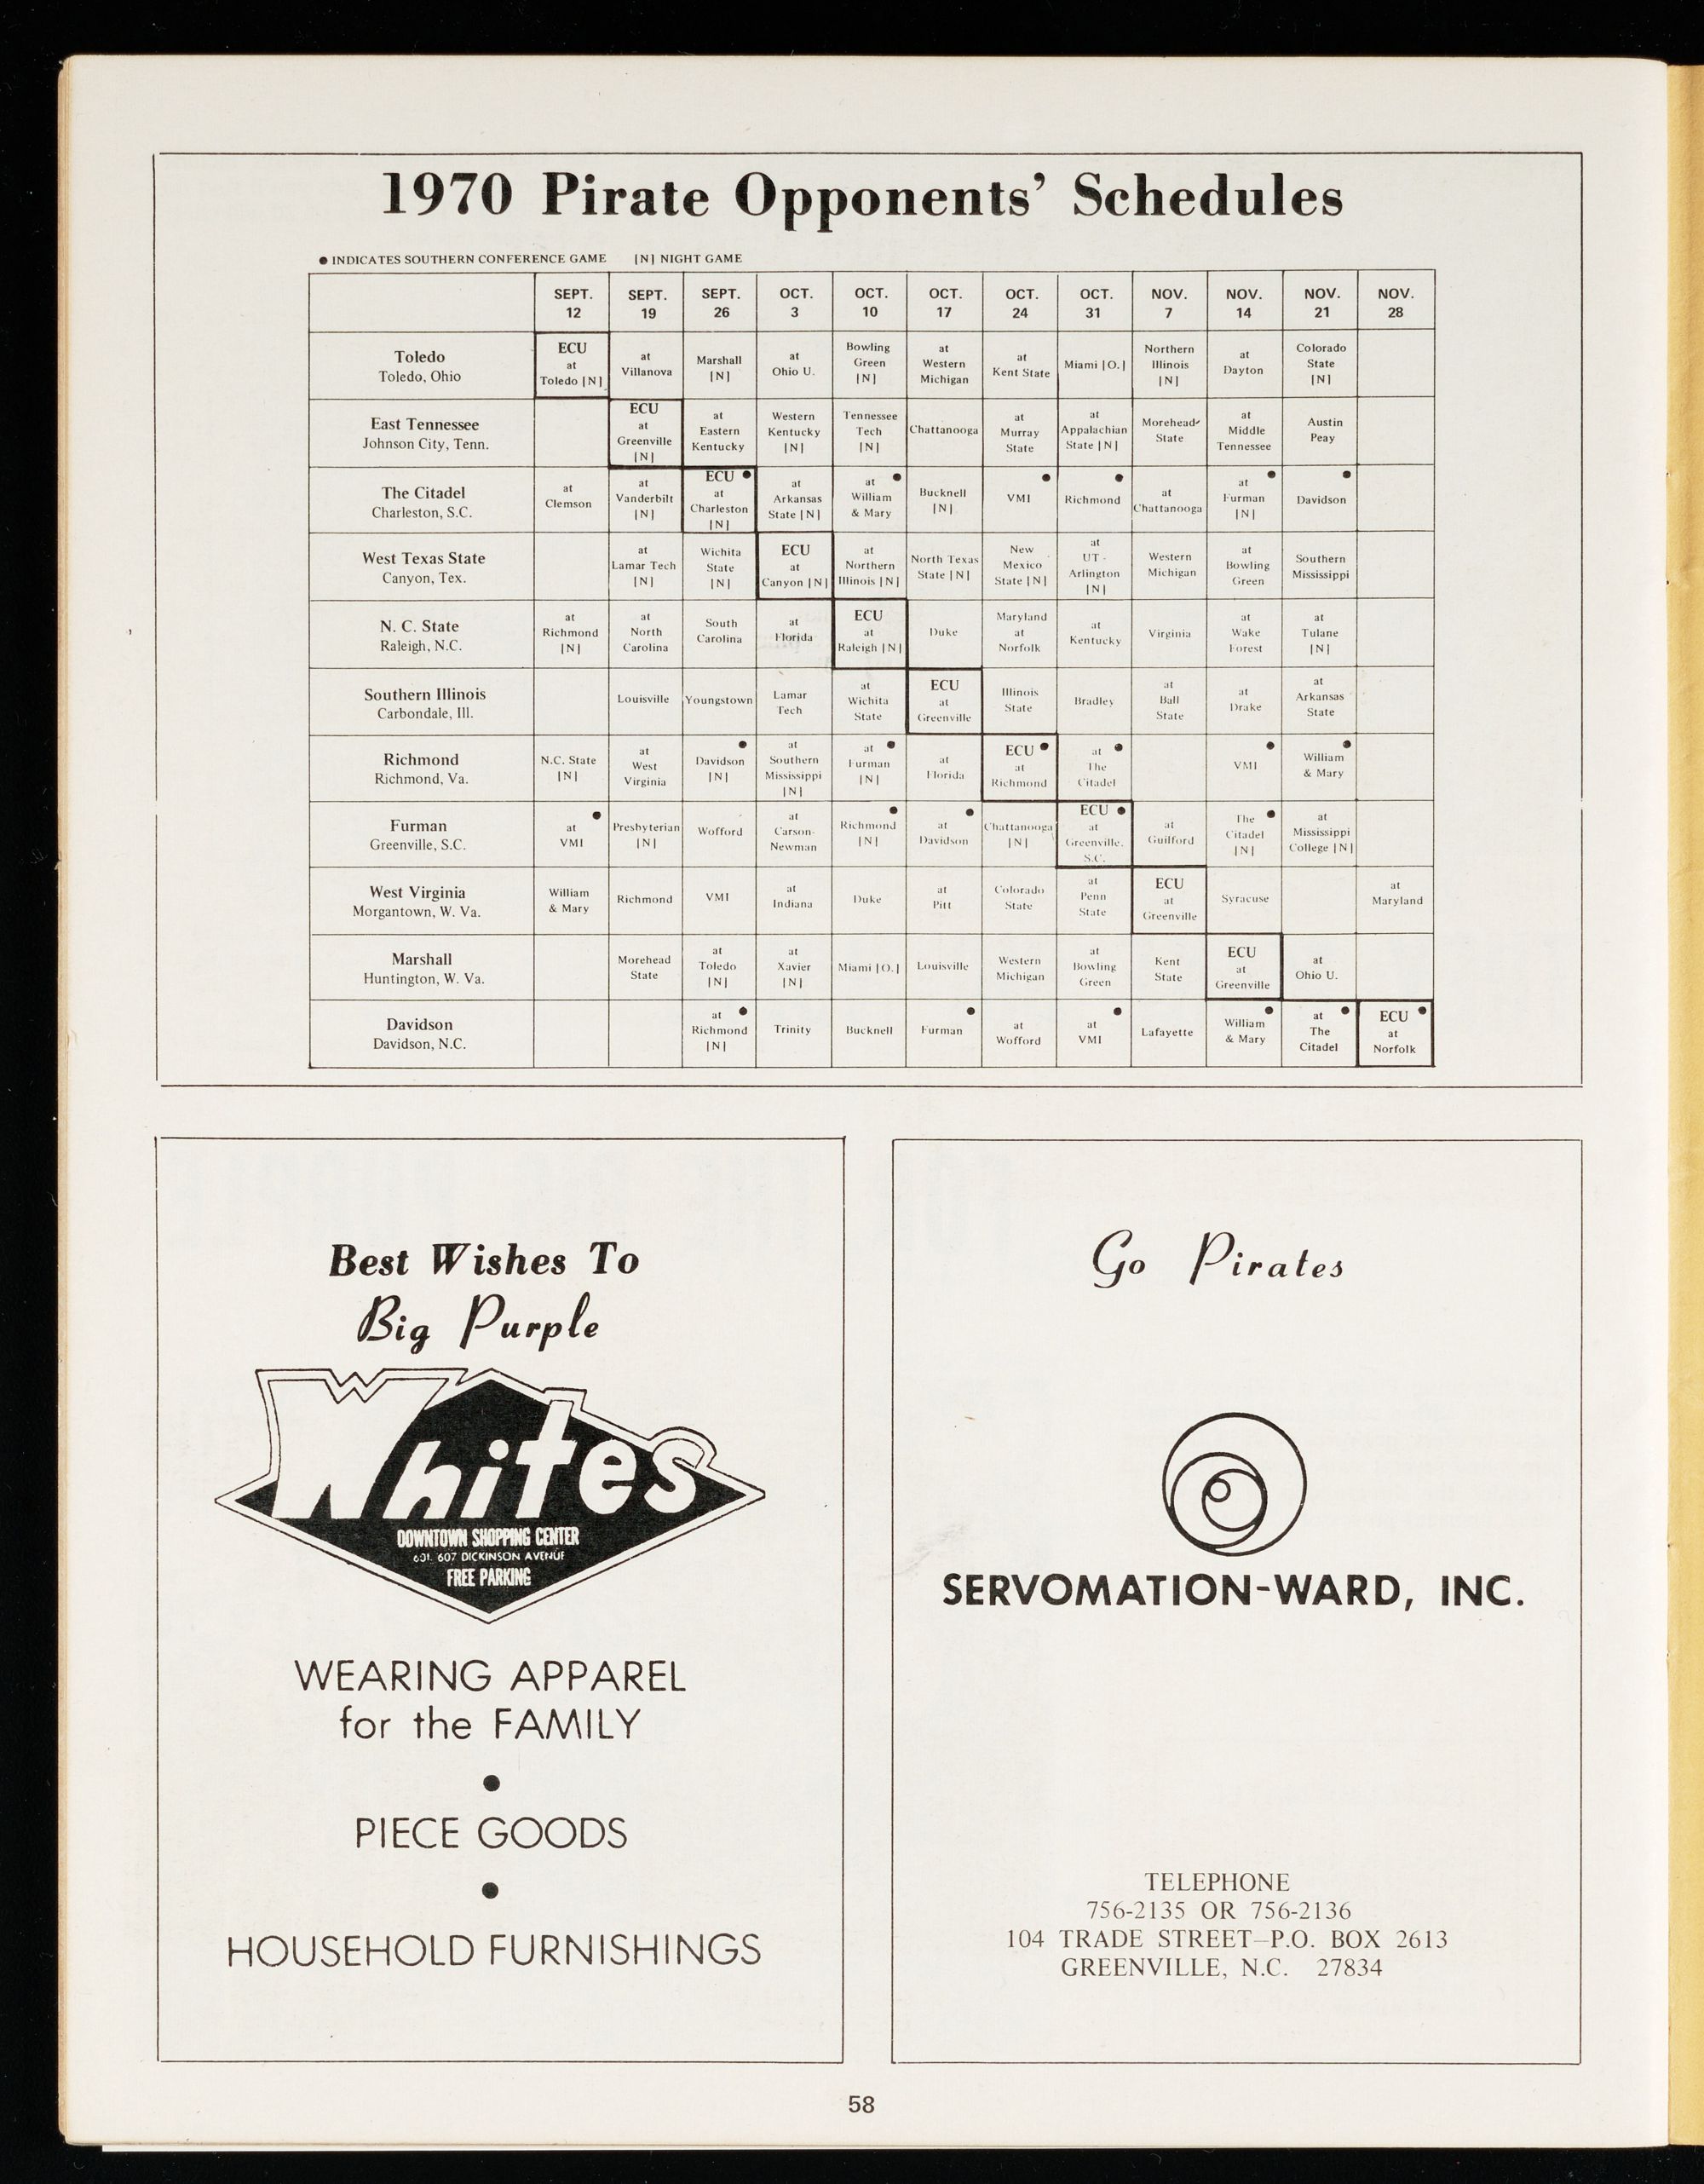 1970 Pirate Opponents' Schedules
● INDICATES SOUTHERN CONFERENCE GAME [N] NIGHT GAME
SEPT. 12 SEPT. 19 SEPT. 26 OCT. 3 OCT. 10 OCT. 17 OCT. 24 OCT. 31 NOV. 7 NOV. 14 NOV. 21 NOV. 28
Toledo Toledo, Ohio ECU at Toledo [N] at Villanova Marshall [N] at Ohio U. Bowling Green [N] at Western Michigan at Kent State Miami [O.] Northern Illinois [N] at Dayton Colorado State [N]
East Tennessee Johnson City, Tenn. ECU at Greenville [N] at Eastern Kentucky Western Kentucky [N] Tennessee Tech [N] Chattanooga at Murray State at Appalachian State [N] Morehead State at Middle Tennessee Austin Peay
The Citadel Charleston, S.C. at Clemson at Vanderbilt [N] ECU ● at Charleston [N] at Arkansas State [N] at ● William & Mary Bucknell [N] ● VMI ● Richmond at Chattanooga at ● Furman [N] ● Davidson
West Texas State Canyon, Tex. at Lamar Tech [N] Wichita State [N] ECU at Canyon [N] at Northern Illinois [N] North Texas State [N] New Mexico State [N] at UT - Arlington [N] Western Michigan at Bowling Green Southern Mississippi
N. C. State Raleigh, N.C. at Richmond [N] at North Carolina South Carolina at Florida ECU at Raleigh [N] Duke Maryland at Norfolk at Kentucky Virginia at Wake Forest at Tulane [N]
Southern Illinois Carbondale, Ill. Louisville Youngstown Lamar Tech at Wichita State ECU at Greenville Illinois State Bradley at Ball State at Drake at Arkansas State
Richmond Richmond, Va. N.C. State [N] at West Virginia ● Davidson [N] at Southern Mississippi [N] at ● Furman [N] at Florida ECU ● at Richmond at ● The Citadel ● VMI ● William & Mary
Furman Greenville, S.C. ● at VMI Presbyterian [N] Wofford at Carson-Newman ● Richmond [N] ● at Davidson Chattanooga [N] ECU ● at Greenville, S.C. at Guilford The ● Citadel [N] at Mississippi College [N]
West Virginia Morgantown, W. Va. William & Mary Richmond VMI at Indiana Duke at Pitt Colorado State at Penn State ECU at Greenville Syracuse at Maryland
Marshall Huntington, W. Va. Morehead State at Toledo [N] at Xavier [N] Miami [O.] Louisville Western Michigan at Bowling Green Kent State ECU at Greenville at Ohio U.
Davidson Davidson, N.C. at ● Richmond [N] Trinity Bucknell ● Furman at Wofford ● at VMI Lafayette ● William & Mary at ● The Citadel ECU ● at Norfolk
Best Wishes To
Big Purple
Whites
DOWNTOWN SHOPPING CENTER
601. 607 DICKINSON AVENUE
FREE PARKING
WEARING APPAREL
for the FAMILY
●
PIECE GOODS
●
HOUSEHOLD FURNISHINGS
Go Pirates
SERVOMATION-WARD, INC.
TELEPHONE
756-2135 OR 756-2136
104 TRADE STREET—P.O. BOX 2613
GREENVILLE, N.C. 27834
58